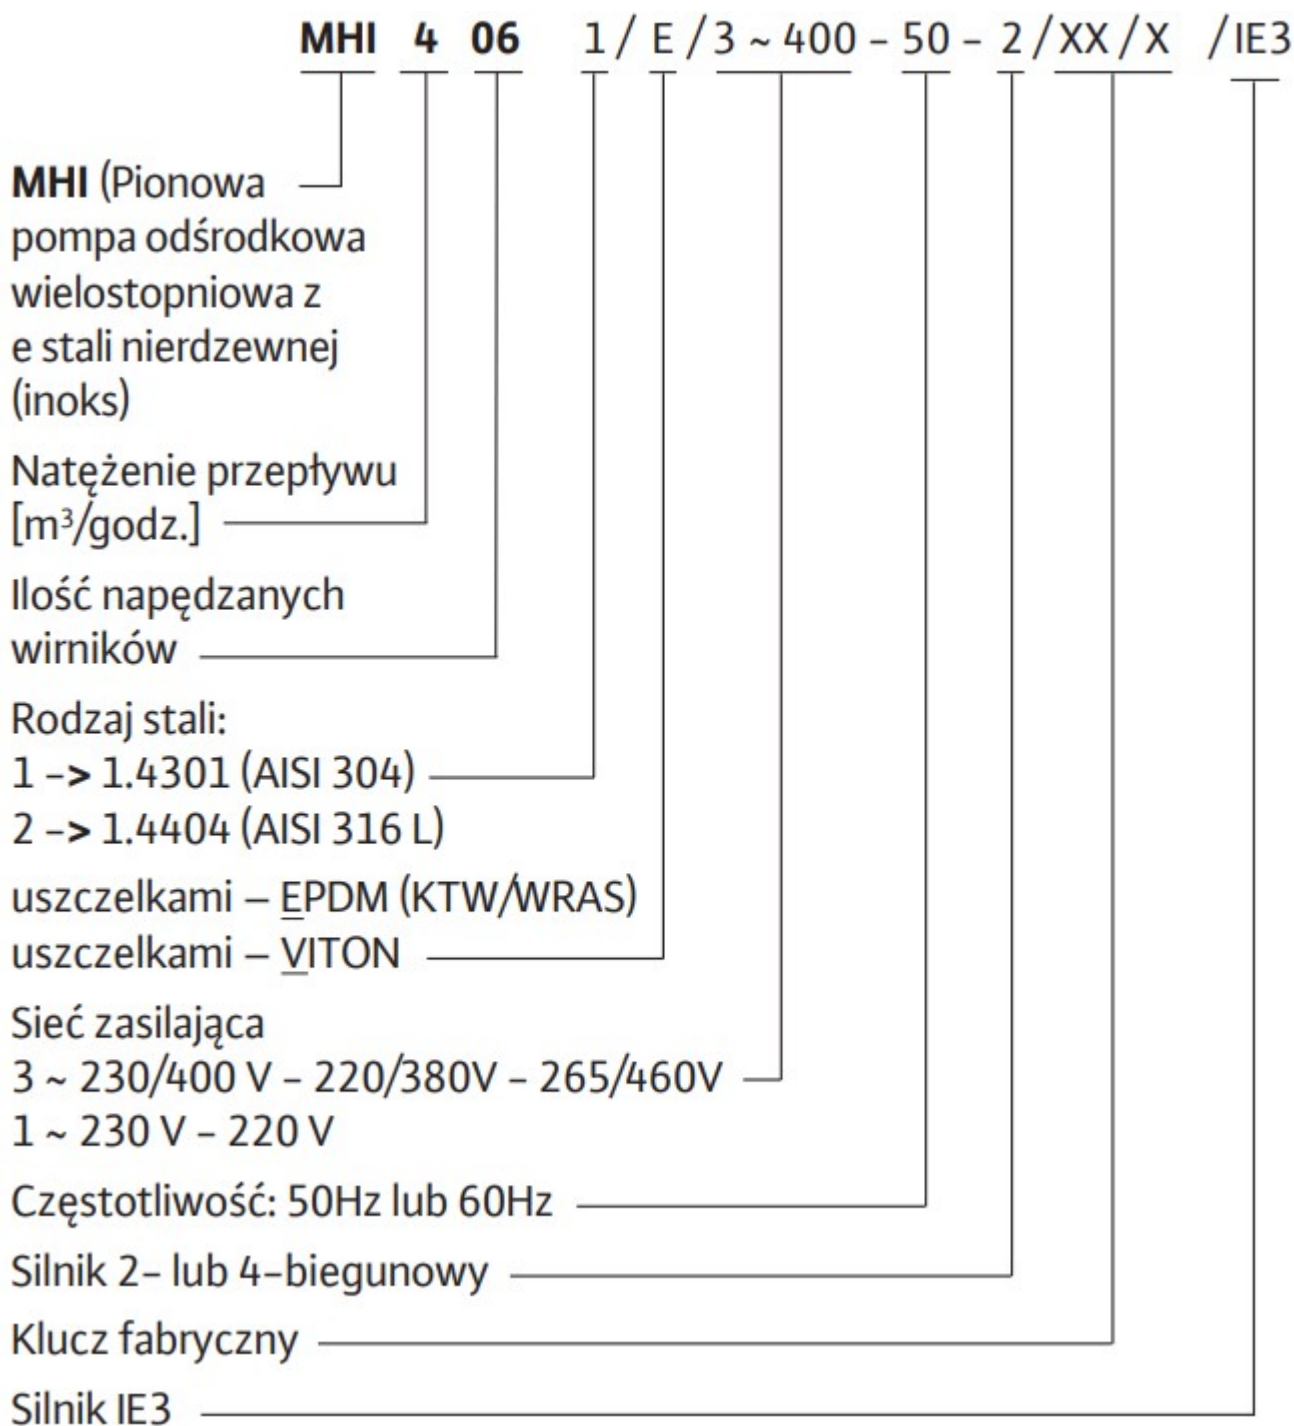 MHI 4 06 1 / E / 3 ~ 400 – 50 – 2 / XX / X / IE3
MHI (Pionowa
pompa odśrodkowa
wielostopniowa z
e stali nierdzewnej
(inoks)
Natężenie przepływu
[m³/godz.]
Ilość napędzanych
wirników
Rodzaj stali:
1 –> 1.4301 (AISI 304)
2 –> 1.4404 (AISI 316 L)
uszczelkami – EPDM (KTW/WRAS)
uszczelkami – VITON
Sieć zasilająca
3 ~ 230/400 V – 220/380V – 265/460V
1 ~ 230 V – 220 V
Częstotliwość: 50Hz lub 60Hz
Silnik 2– lub 4–biegunowy
Klucz fabryczny
Silnik IE3